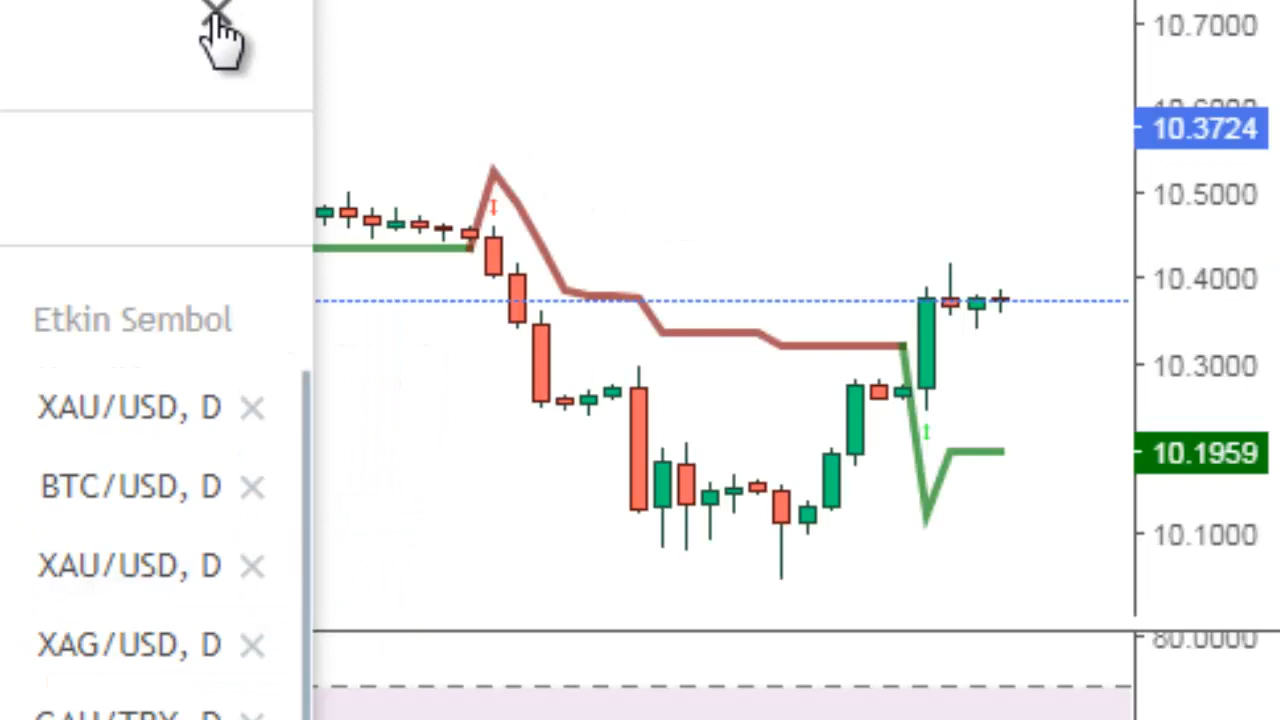 10.7000
10.3724
10.5000
10.4000
10.3000
10.1959
10.1000
80.0000
Etkin Sembol
XAU/USD, D
BTC/USD, D
XAU/USD, D
XAG/USD, D